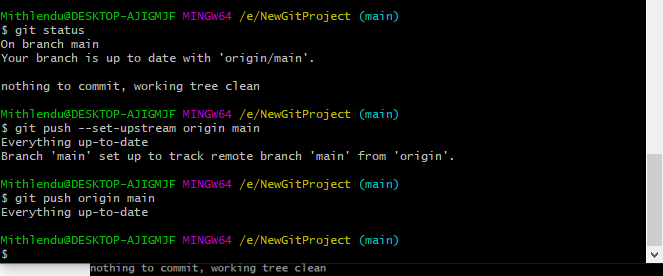 Mithlendu@DESKTOP-AJIGMJF MINGW64 /e/NewGitProject (main)
$ git status
On branch main
Your branch is up to date with 'origin/main'.
nothing to commit, working tree clean
Mithlendu@DESKTOP-AJIGMJF MINGW64 /e/NewGitProject (main)
$ git push --set-upstream origin main
Everything up-to-date
Branch 'main' set up to track remote branch 'main' from 'origin'.
Mithlendu@DESKTOP-AJIGMJF MINGW64 /e/NewGitProject (main)
$ git push origin main
Everything up-to-date
Mithlendu@DESKTOP-AJIGMJF MINGW64 /e/NewGitProject (main)
$
nothing to commit, working tree clean